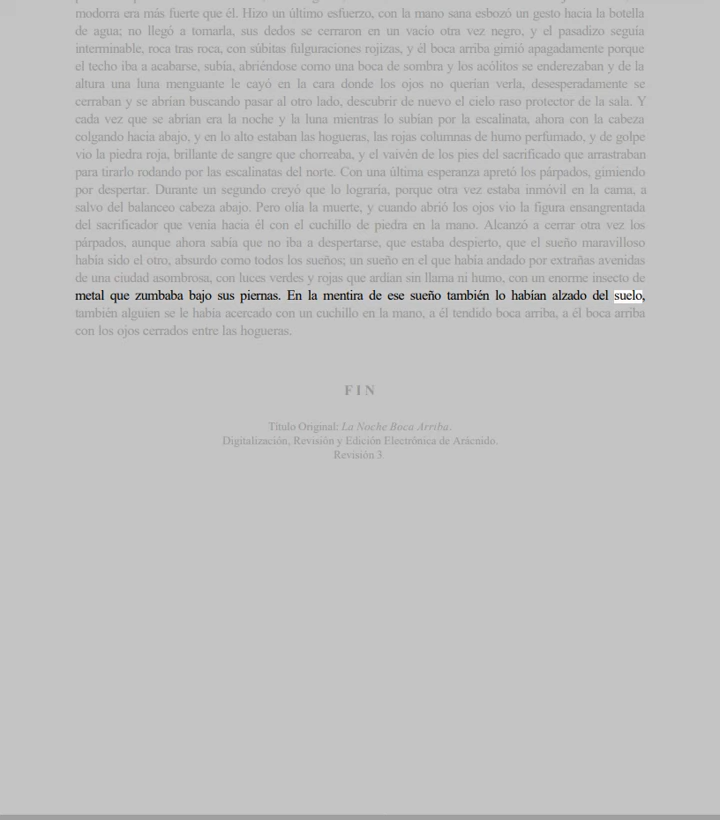 modorra era más fuerte que él. Hizo un último esfuerzo, con la mano sana esbozó un gesto hacia la botella
de agua; no llegó a tomarla, sus dedos se cerraron en un vacío otra vez negro, y el pasadizo seguía
interminable, roca tras roca, con súbitas fulguraciones rojizas, y él boca arriba gimió apagadamente porque
el techo iba a acabarse, subía, abriéndose como una boca de sombra y los acólitos se enderezaban y de la
altura una luna menguante le cayó en la cara donde los ojos no querían verla, desesperadamente se
cerraban y se abrían buscando pasar al otro lado, descubrir de nuevo el cielo raso protector de la sala. Y
cada vez que se abrían era la noche y la luna mientras lo subían por la escalinata, ahora con la cabeza
colgando hacia abajo, y en lo alto estaban las hogueras, las rojas columnas de humo perfumado, y de golpe
vio la piedra roja, brillante de sangre que chorreaba, y el vaivén de los pies del sacrificado que arrastraban
para tirarlo rodando por las escalinatas del norte. Con una última esperanza apretó los párpados, gimiendo
por despertar. Durante un segundo creyó que lo lograría, porque otra vez estaba inmóvil en la cama, a
salvo del balanceo cabeza abajo. Pero olía la muerte, y cuando abrió los ojos vio la figura ensangrentada
del sacrificador que venía hacia él con el cuchillo de piedra en la mano. Alcanzó a cerrar otra vez los
párpados, aunque ahora sabía que no iba a despertarse, que estaba despierto, que el sueño maravilloso
había sido el otro, absurdo como todos los sueños; un sueño en el que había andado por extrañas avenidas
de una ciudad asombrosa, con luces verdes y rojas que ardían sin llama ni humo, con un enorme insecto de
metal que zumbaba bajo sus piernas. En la mentira de ese sueño también lo habían alzado del suelo,
también alguien se le había acercado con un cuchillo en la mano, a él tendido boca arriba, a él boca arriba
con los ojos cerrados entre las hogueras.
F I N
Título Original: La Noche Boca Arriba.
Digitalización, Revisión y Edición Electrónica de Arácnido.
Revisión 3.